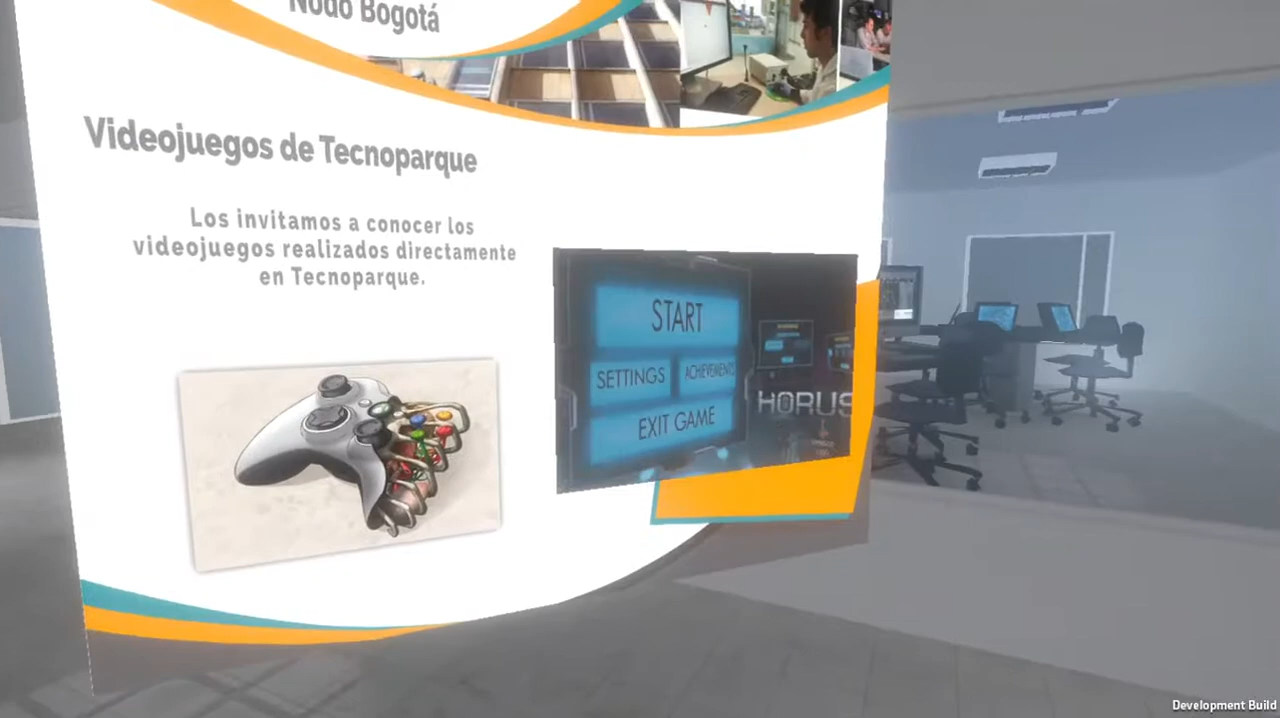 Nodo Bogotá
Videojuegos de Tecnoparque
Los invitamos a conocer los
videojuegos realizados directamente
en Tecnoparque.
START
SETTINGS
ACHIEVEMENTS
EXIT GAME
HORUS
Development Build